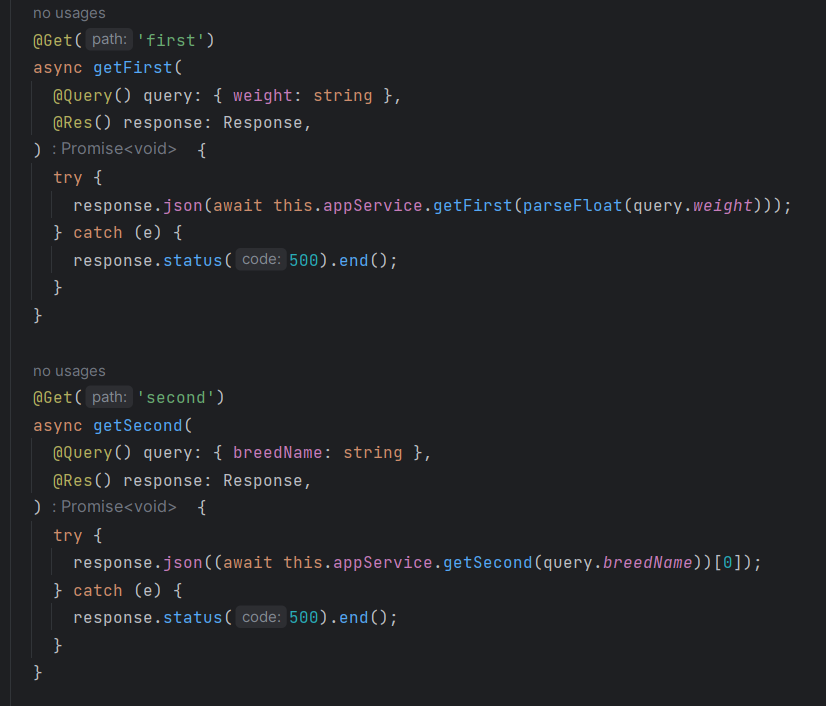 no usages
@Get( path: 'first')
async getFirst(
@Query() query: { weight: string },
@Res() response: Response,
) : Promise<void> {
try {
response.json(await this.appService.getFirst(parseFloat(query.weight)));
} catch (e) {
response.status( code: 500).end();
}
}
no usages
@Get( path: 'second')
async getSecond(
@Query() query: { breedName: string },
@Res() response: Response,
) : Promise<void> {
try {
response.json((await this.appService.getSecond(query.breedName))[0]);
} catch (e) {
response.status( code: 500).end();
}
}